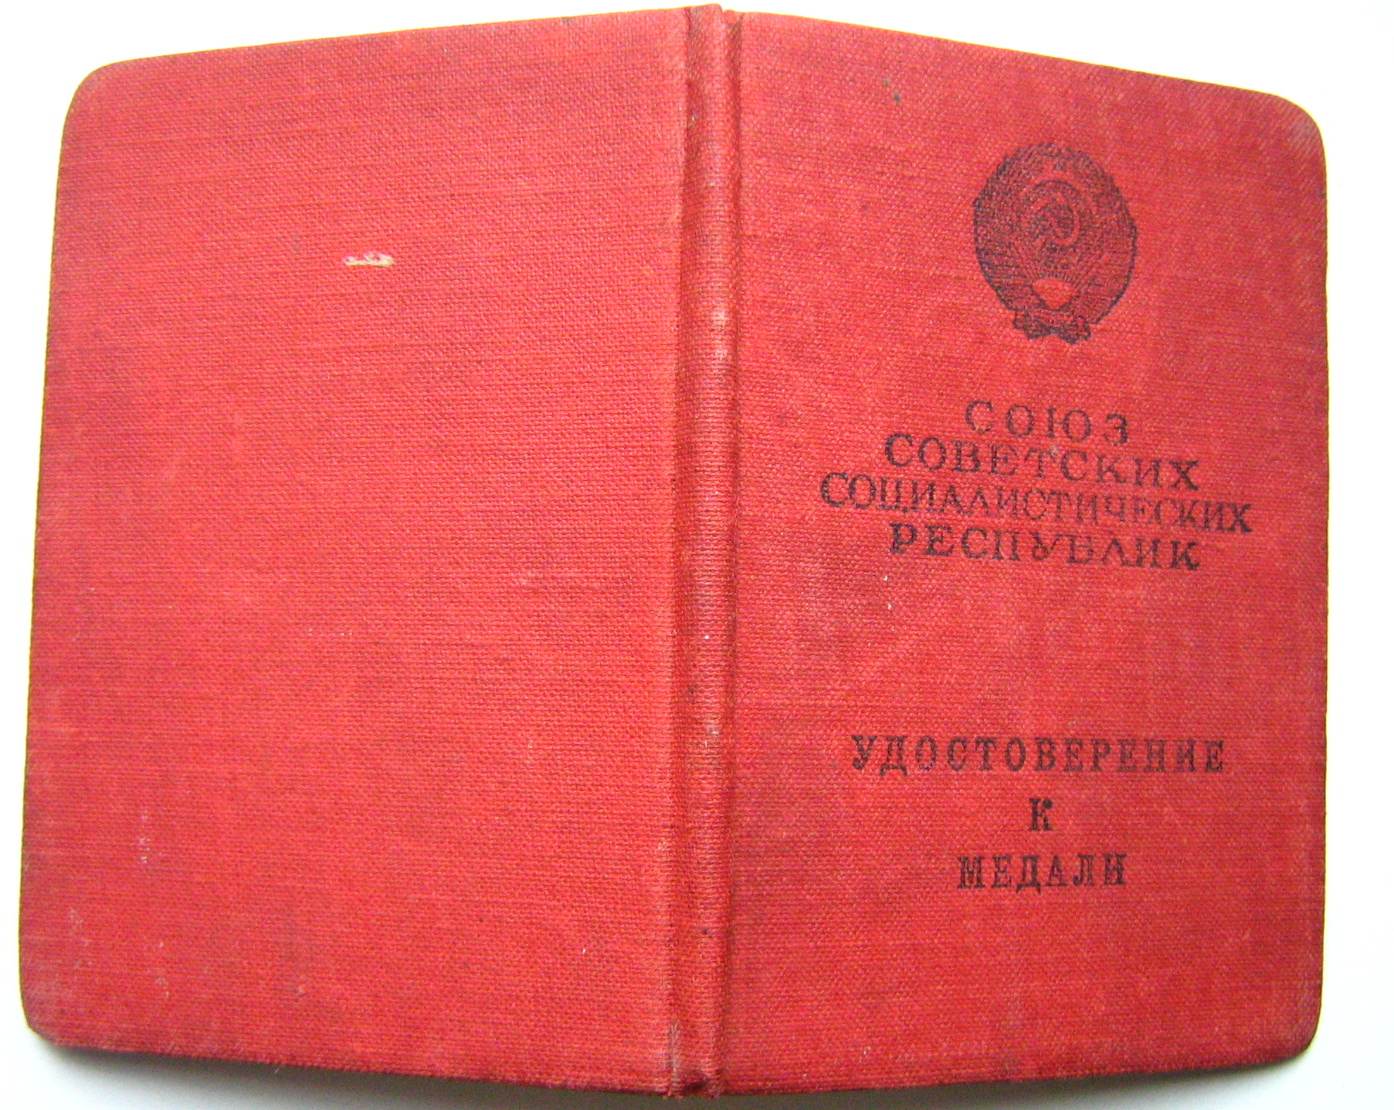 СОЮЗ
СОВЕТСКИХ
СОЦИАЛИСТИЧЕСКИХ
РЕСПУБЛИК
УДОСТОВЕРЕНИЕ
К
МЕДАЛИ